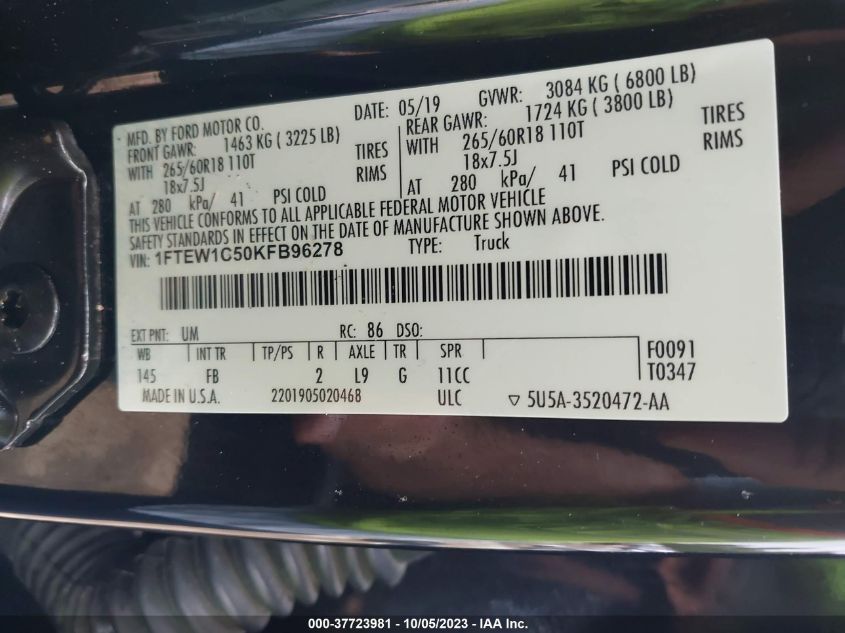 MFD. BY FORD MOTOR CO.
DATE: 05/19 GVWR: 3084 KG ( 6800 LB)
FRONT GAWR: 1463 KG ( 3225 LB)
REAR GAWR: 1724 KG ( 3800 LB)
WITH 265/60R18 110T TIRES
WITH 265/60R18 110T TIRES
18x7.5J RIMS
18x7.5J RIMS
AT 280 kPa/ 41 PSI COLD
AT 280 kPa/ 41 PSI COLD
THIS VEHICLE CONFORMS TO ALL APPLICABLE FEDERAL MOTOR VEHICLE
SAFETY STANDARDS IN EFFECT ON THE DATE OF MANUFACTURE SHOWN ABOVE.
VIN: 1FTEW1C50KFB96278 TYPE: Truck
EXT PNT: UM RC: 86 DSO:
WB INT TR TP/PS R AXLE TR SPR F0091
145 FB 2 L9 G 11CC T0347
MADE IN U.S.A. 220190502046B ULC ▽ 5U5A-3520472-AA
000-37723981 - 10/05/2023 - IAA Inc.